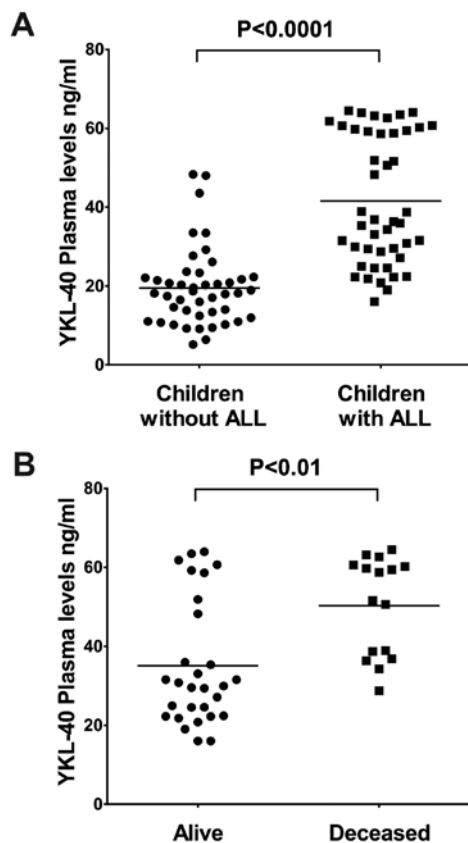 A
P<0.0001
YKL-40 Plasma levels ng/ml
80
60
40
20
0
Children
without ALL
Children
with ALL
B
P<0.01
YKL-40 Plasma levels ng/ml
80
60
40
20
0
Alive
Deceased